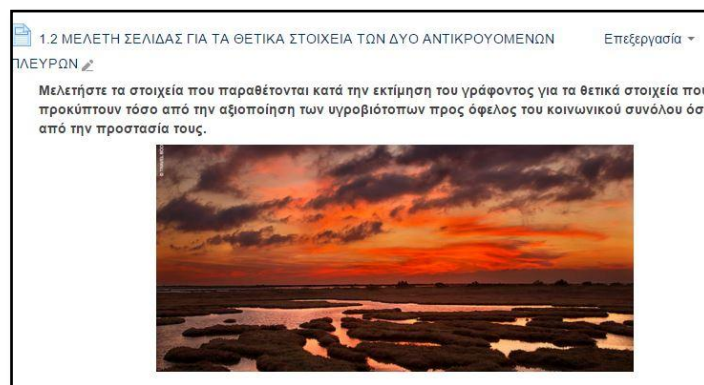 1.2 ΜΕΛΕΤΗ ΣΕΛΙΔΑΣ ΓΙΑ ΤΑ ΘΕΤΙΚΑ ΣΤΟΙΧΕΙΑ ΤΩΝ ΔΥΟ ΑΝΤΙΚΡΟΥΟΜΕΝΩΝ Επεξεργασία
ΠΛΕΥΡΩΝ
Μελετήστε τα στοιχεία που παραθέτονται κατά την εκτίμηση του γράφοντος για τα θετικά στοιχεία που
προκύπτουν τόσο από την αξιοποίηση των υγροβιότοπων προς όφελος του κοινωνικού συνόλου όσ
από την προστασία τους.